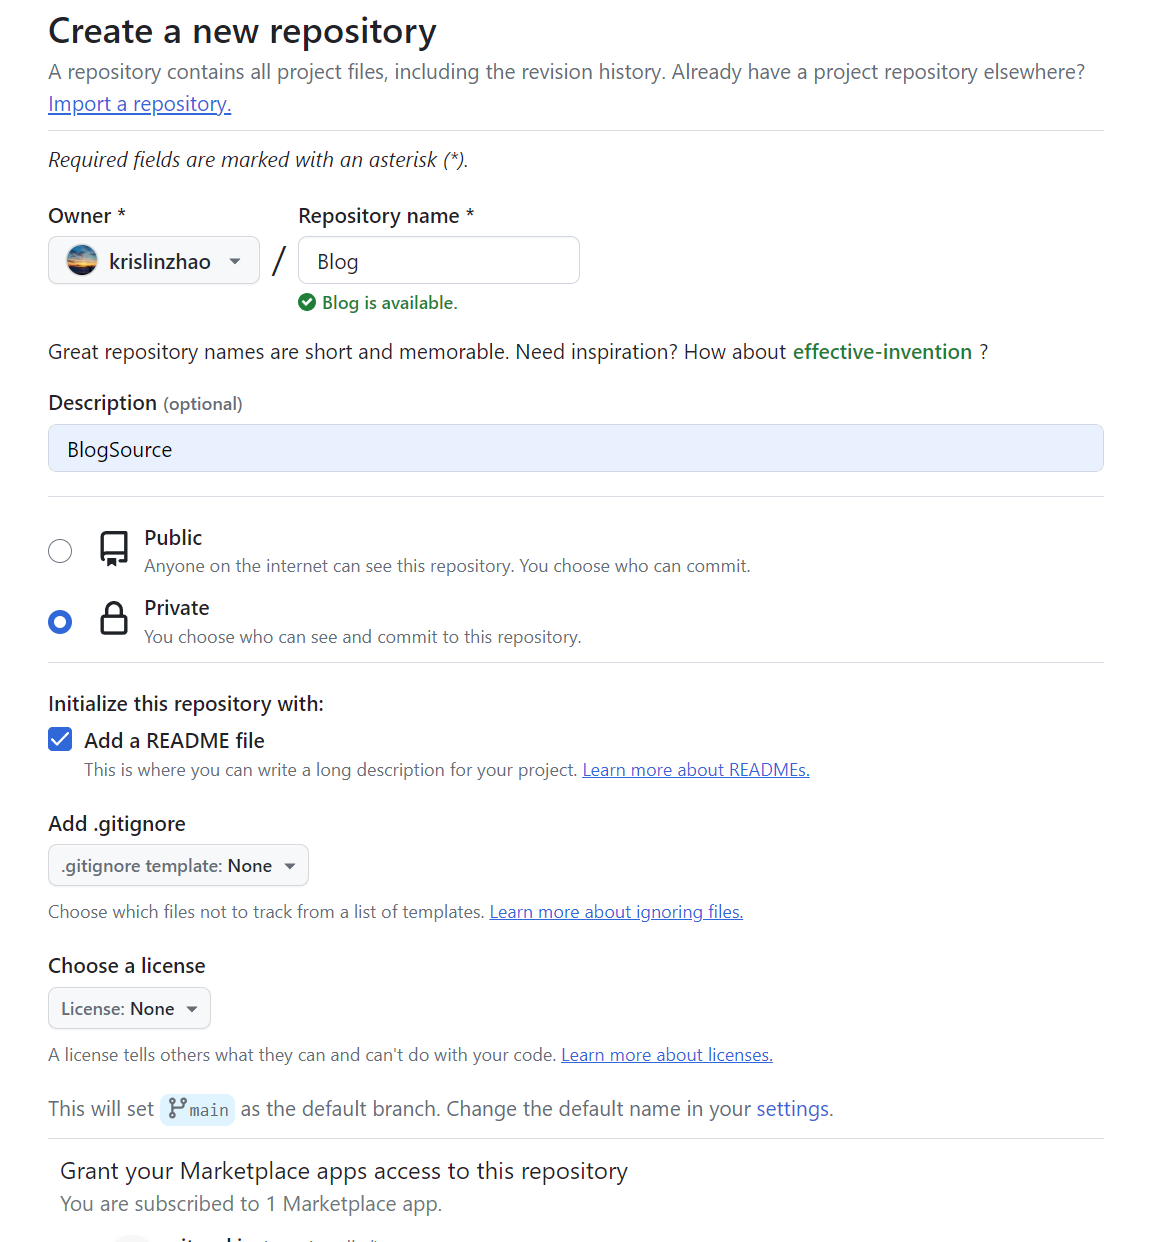 Create a new repository
A repository contains all project files, including the revision history. Already have a project repository elsewhere?
Import a repository.
Required fields are marked with an asterisk (*).
Owner * Repository name *
krislinzhao / Blog
Blog is available.
Great repository names are short and memorable. Need inspiration? How about effective-invention ?
Description (optional)
BlogSource
Public
Anyone on the internet can see this repository. You choose who can commit.
Private
You choose who can see and commit to this repository.
Initialize this repository with:
Add a README file
This is where you can write a long description for your project. Learn more about READMEs.
Add .gitignore
.gitignore template: None
Choose which files not to track from a list of templates. Learn more about ignoring files.
Choose a license
License: None
A license tells others what they can and can't do with your code. Learn more about licenses.
This will set main as the default branch. Change the default name in your settings.
Grant your Marketplace apps access to this repository
You are subscribed to 1 Marketplace app.